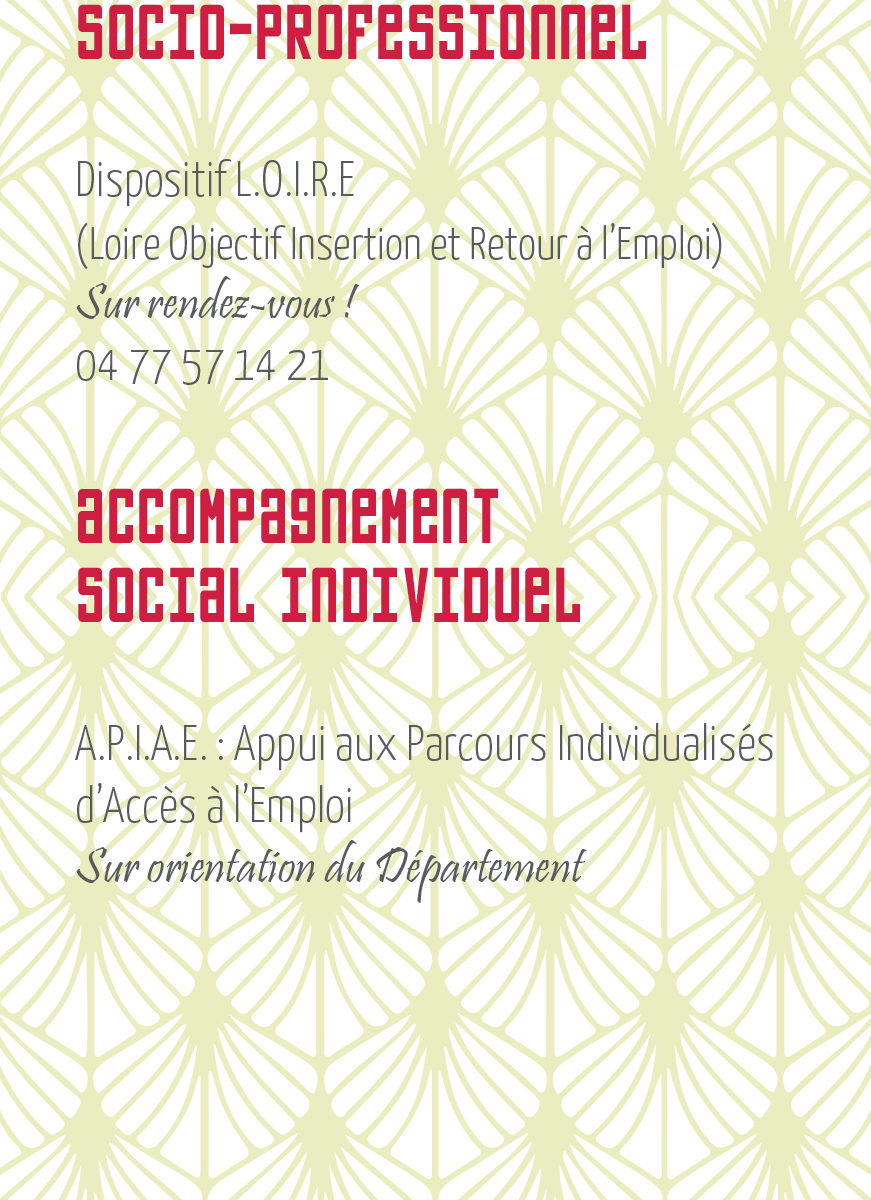 SOCIO-PROFESSIONNEL
Dispositif L.O.I.R.E
(Loire Objectif Insertion et Retour à l’Emploi)
Sur rendez-vous !
04 77 57 14 21
ACCOMPAGNEMENT
SOCIAL INDIVIDUEL
A.P.I.A.E. : Appui aux Parcours Individualisés
d’Accès à l’Emploi
Sur orientation du Département